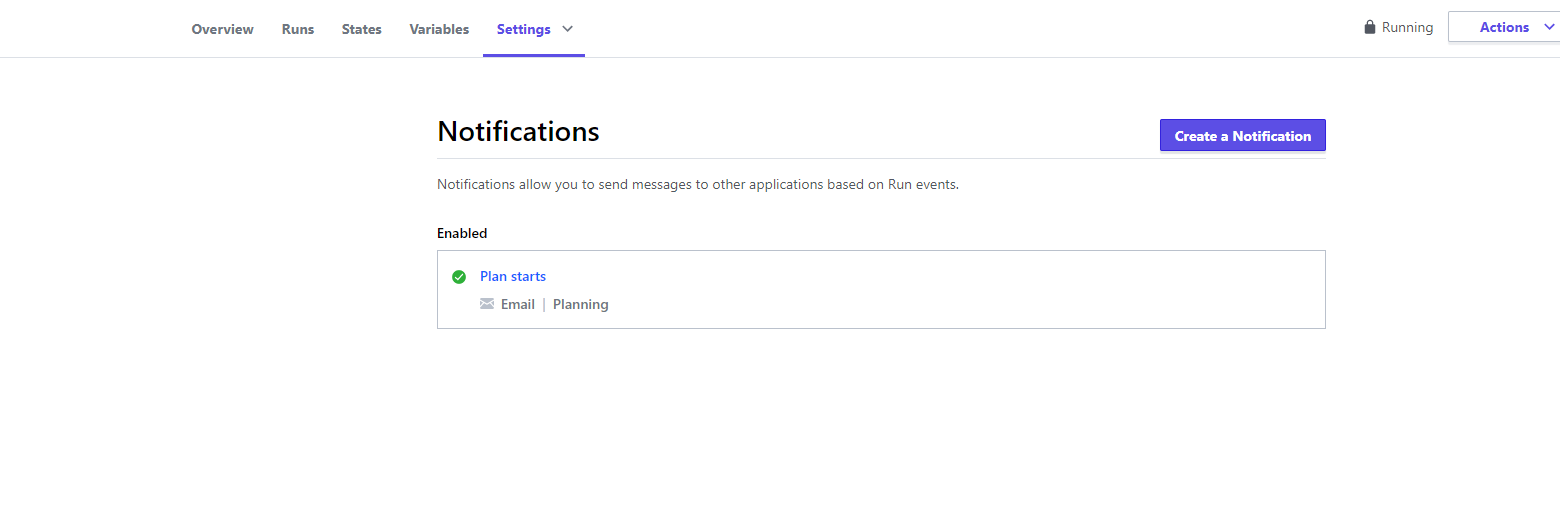 Overview Runs States Variables Settings Running Actions
Notifications Create a Notification
Notifications allow you to send messages to other applications based on Run events.
Enabled
Plan starts
Email | Planning